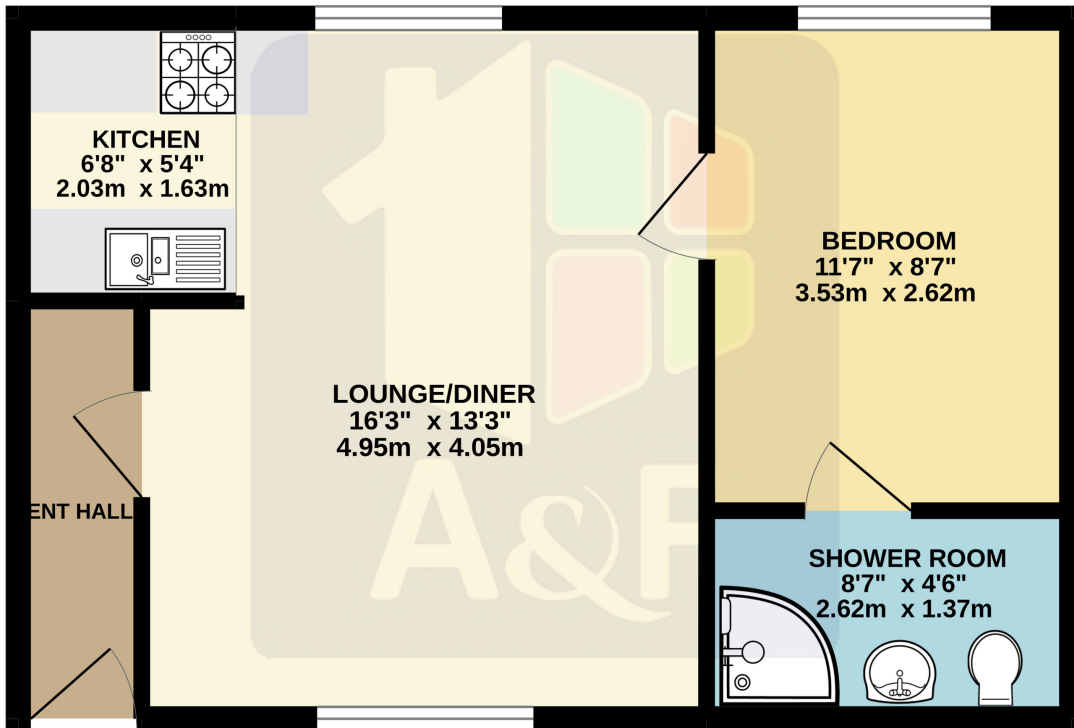 KITCHEN
6'8" x 5'4"
2.03m x 1.63m
BEDROOM
11'7" x 8'7"
3.53m x 2.62m
LOUNGE/DINER
16'3" x 13'3"
4.95m x 4.05m
ENT HALL
SHOWER ROOM
8'7" x 4'6"
2.62m x 1.37m
1
A&F